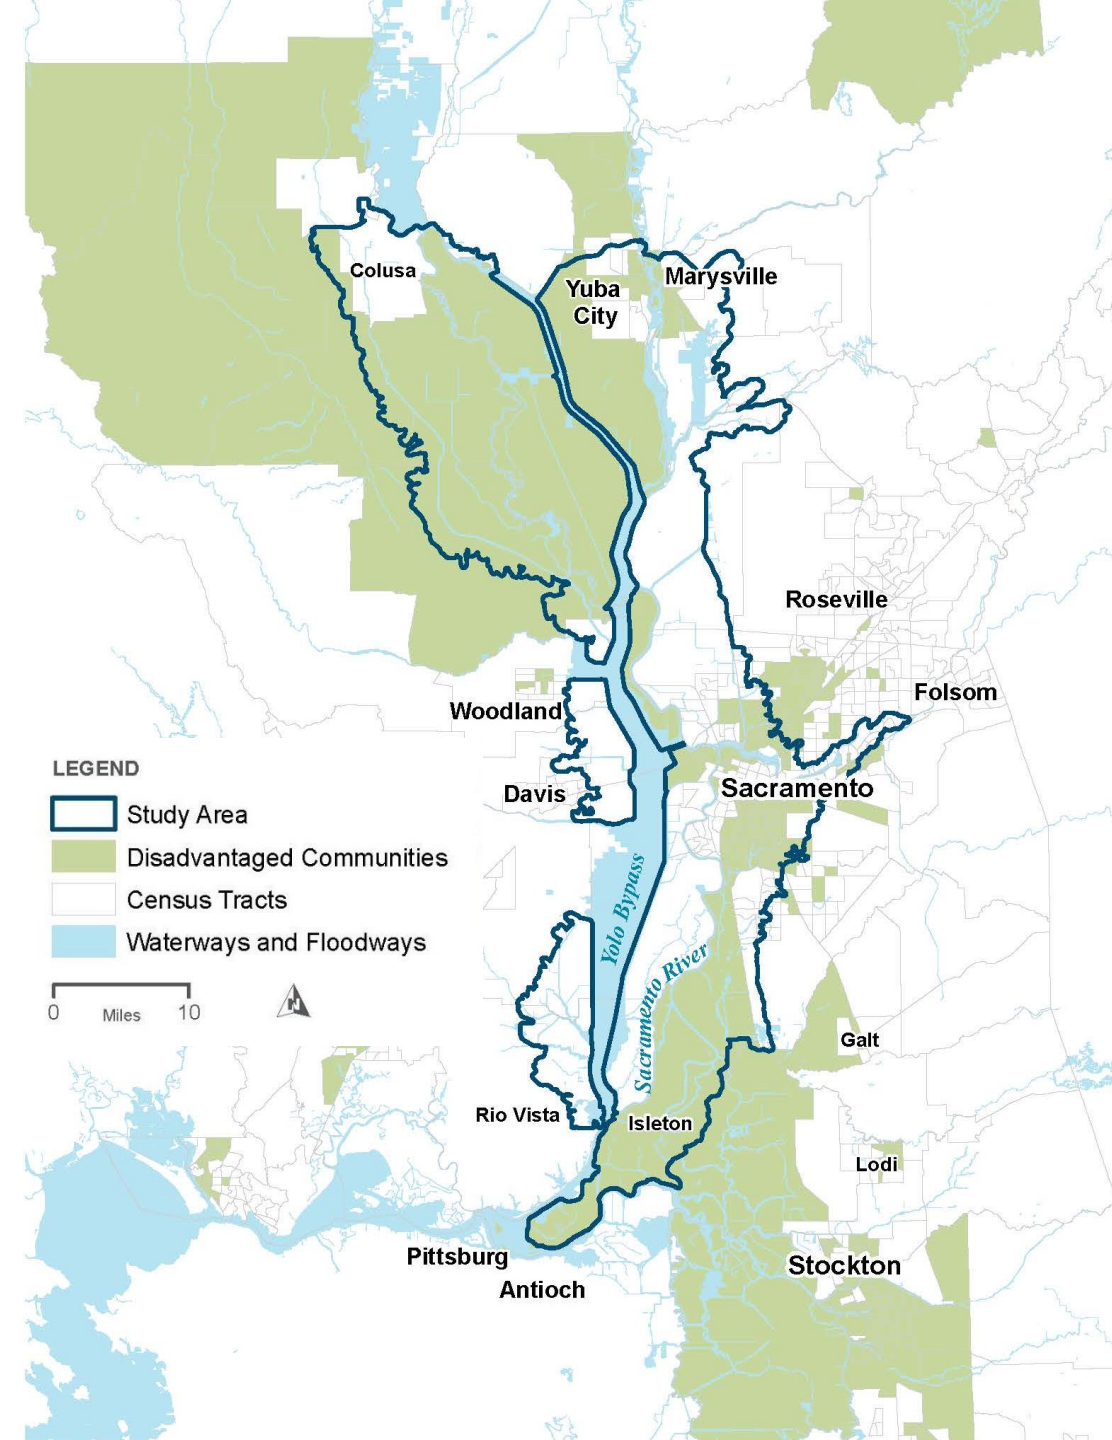 Colusa
Yuba
City
Marysville
Roseville
Folsom
Woodland
Davis
Sacramento
LEGEND
Study Area
Disadvantaged Communities
Census Tracts
Waterways and Floodways
0 Miles 10
N
Yolo Bypass
Sacramento River
Galt
Rio Vista
Isleton
Lodi
Pittsburg
Stockton
Antioch